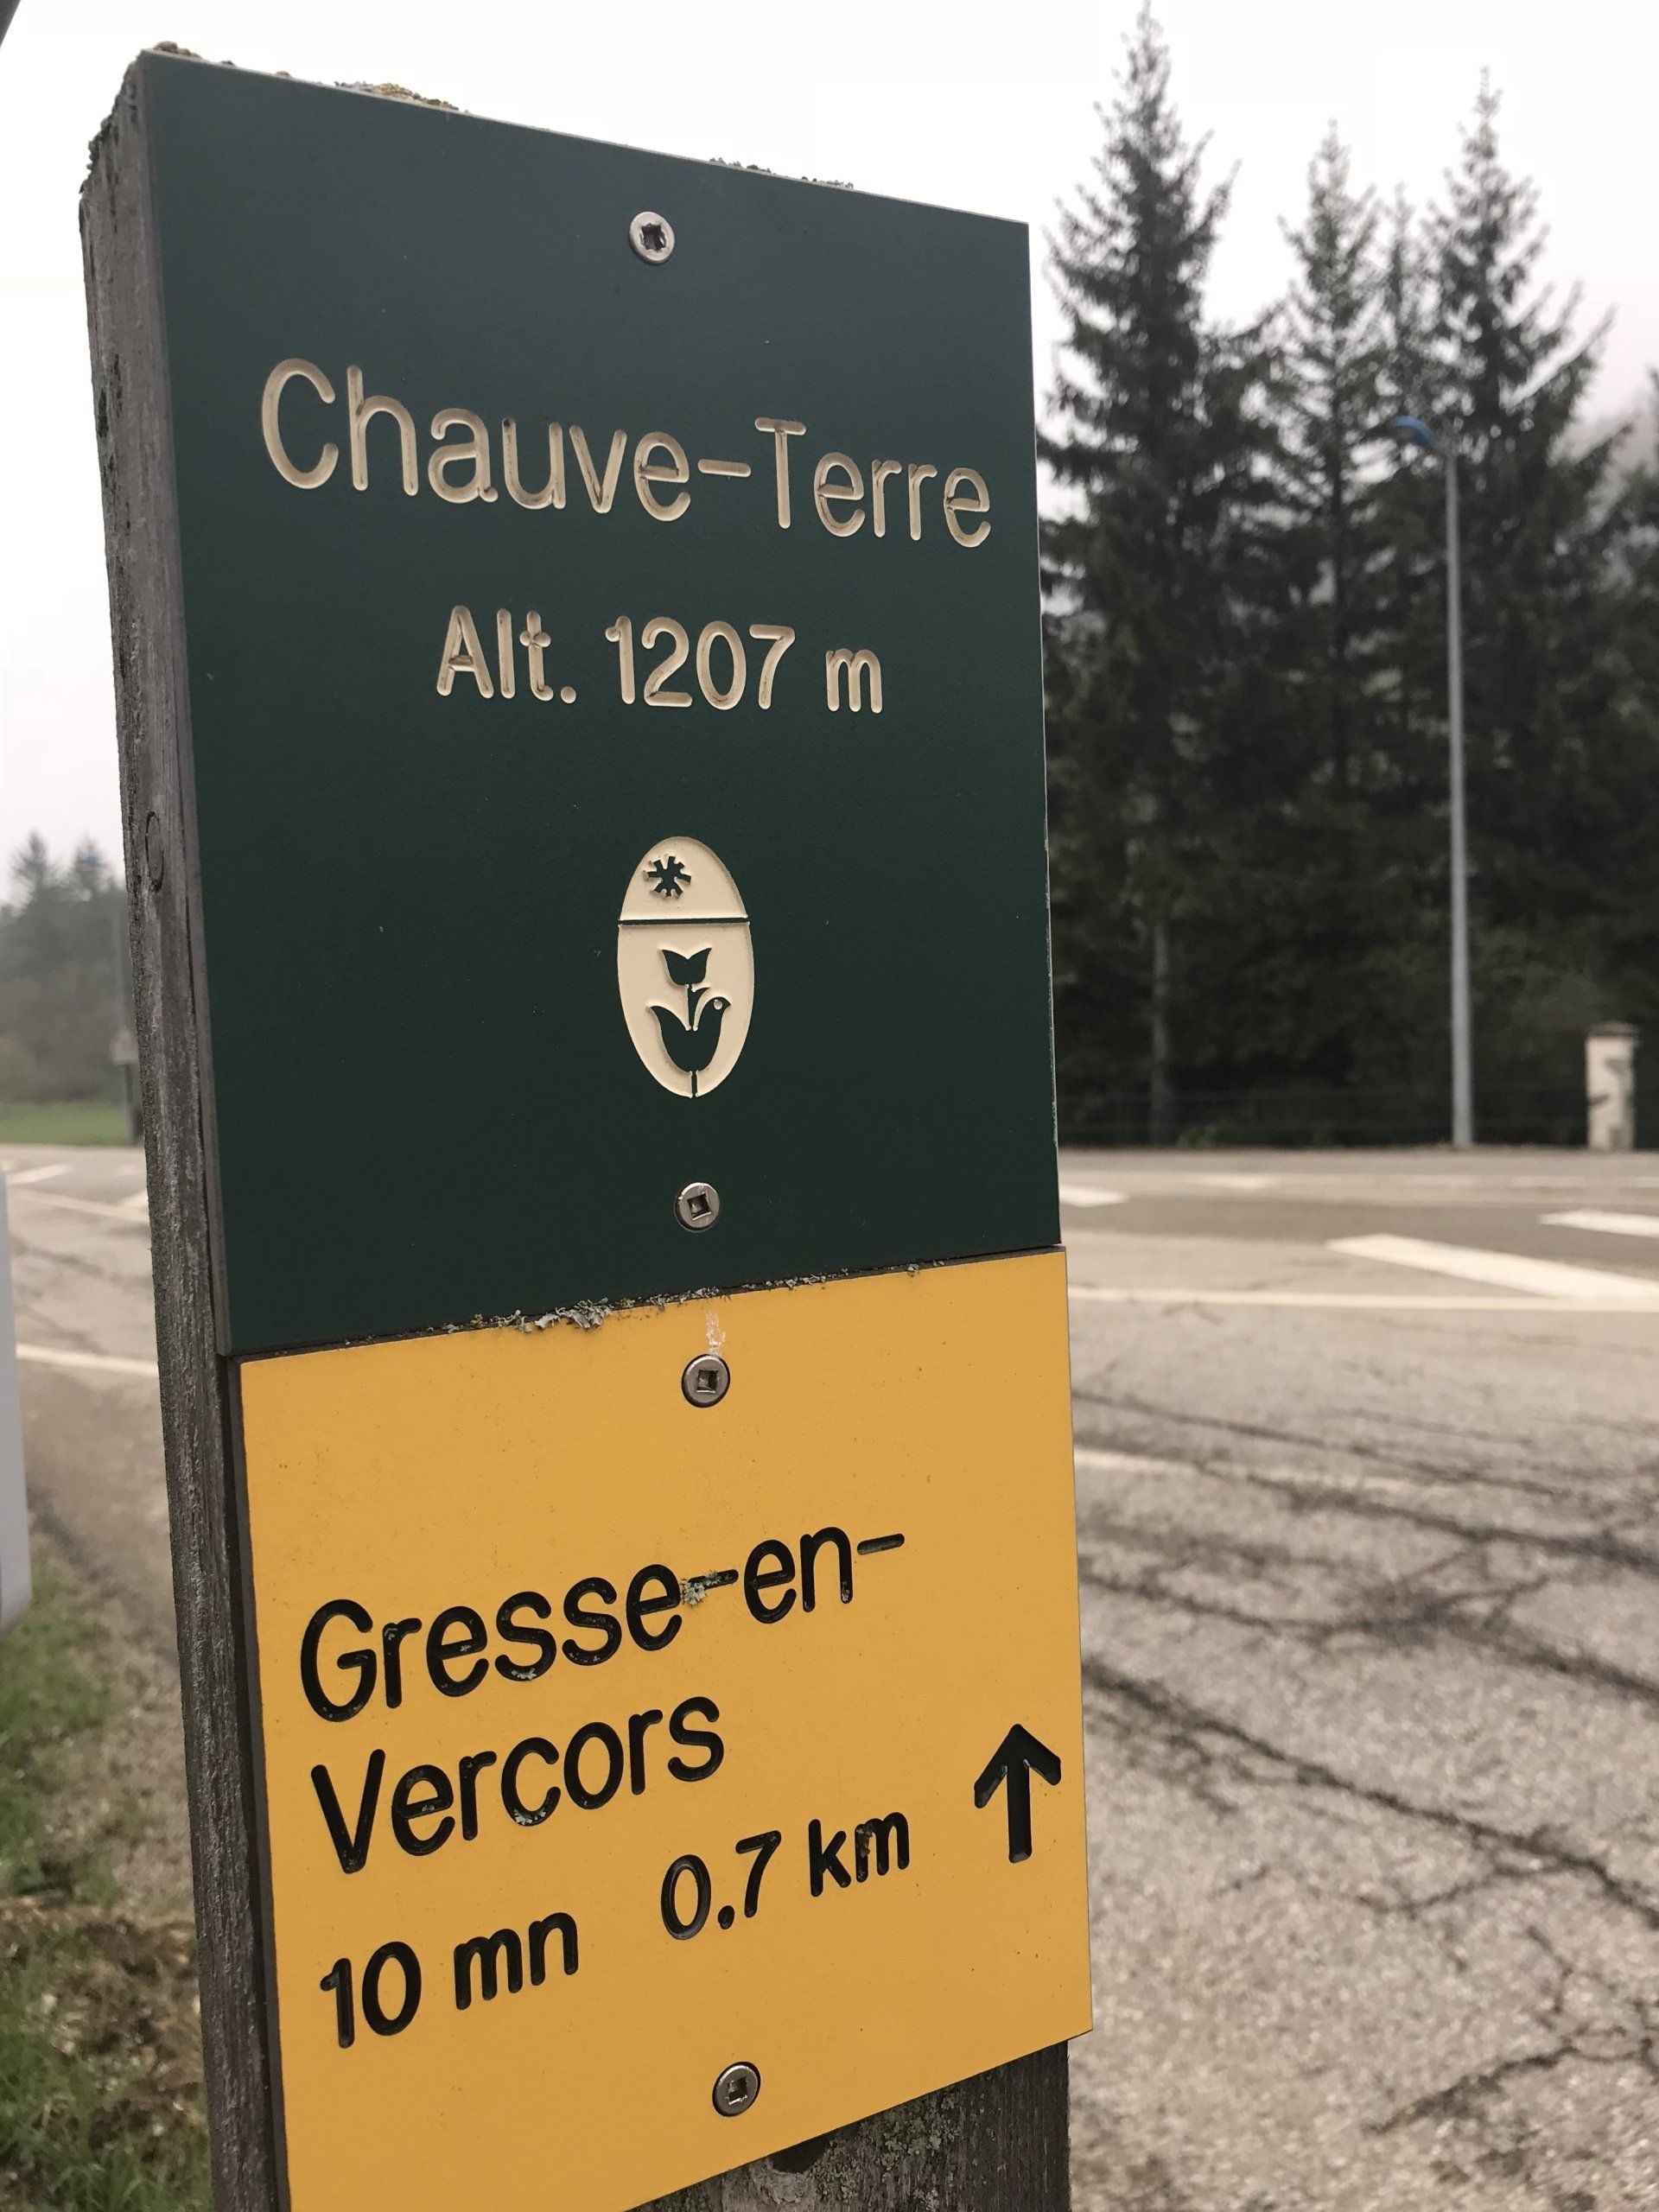 Chauve-Terre
Alt. 1207 m
Gresse-en-
Vercors
10 mn 0.7 km